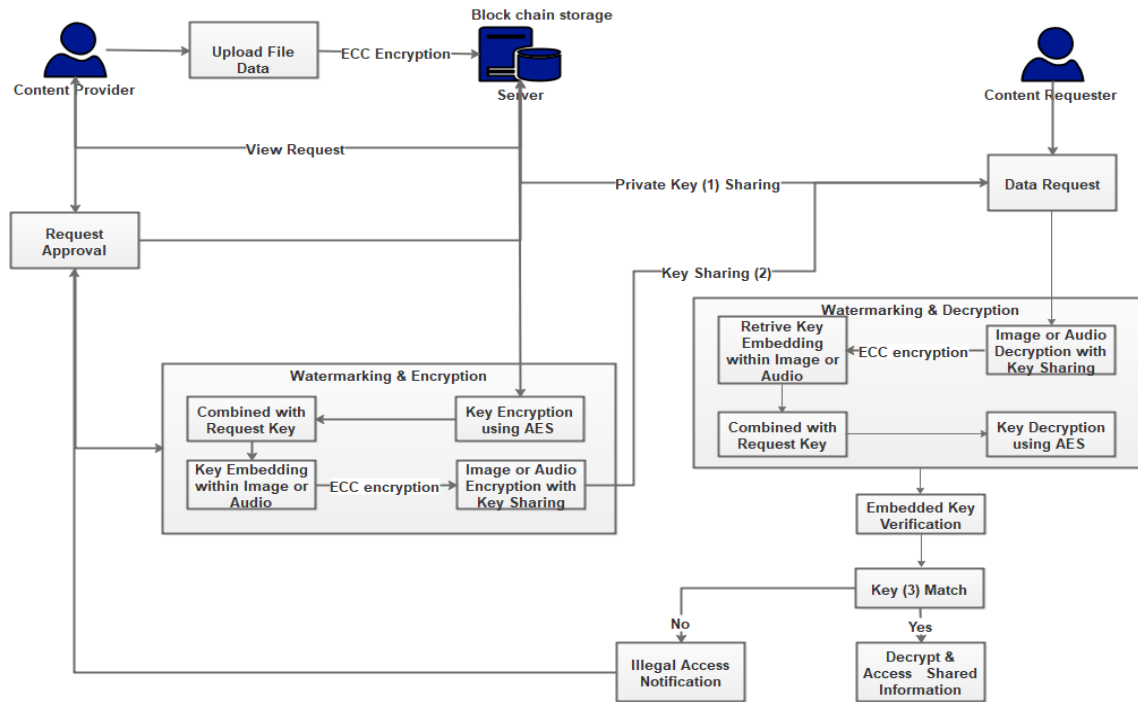 Block chain storage
Upload File
Data
ECC Encryption
Content Provider
Server
Content Requester
View Request
Private Key (1) Sharing
Data Request
Request
Approval
Key Sharing (2)
Watermarking & Decryption
Retrive Key
Embedding
within Image or
Audio
ECC encryption
Image or Audio
Decryption with
Key Sharing
Combined with
Request Key
Key Decryption
using AES
Watermarking & Encryption
Combined with
Request Key
Key Encryption
using AES
Key Embedding
within Image or
Audio
ECC encryption
Image or Audio
Encryption with
Key Sharing
Embedded Key
Verification
Key (3) Match
No
Yes
Illegal Access
Notification
Decrypt &
Access Shared
Information